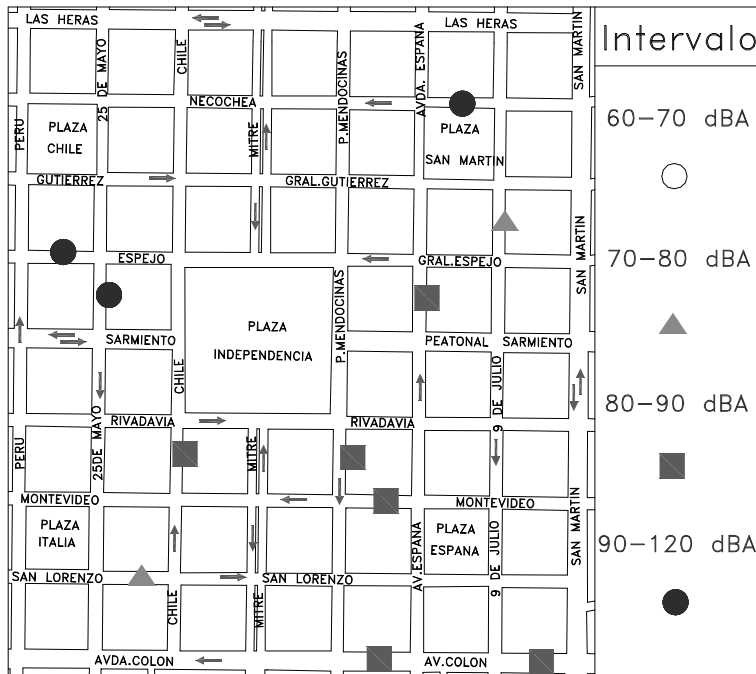 LAS HERAS
LAS HERAS
25 DE MAYO
CHILE
AVDA. ESPAÑA
SAN MARTIN
Intervalo
NECOCHEA
PERU
PLAZA
CHILE
MITRE
P.MENDOCINAS
PLAZA
SAN MARTIN
60-70 dBA
GUTIERREZ
GRAL.GUTIERREZ
ESPEJO
GRAL.ESPEJO
SAN MARTIN
70-80 dBA
P.MENDOCINAS
PLAZA
INDEPENDENCIA
SARMIENTO
PEATONAL
SARMIENTO
CHILE
9 DE JULIO
80-90 dBA
RIVADAVIA
RIVADAVIA
PERU
25DE MAYO
MITRE
MONTEVIDEO
MONTEVIDEO
SAN MARTIN
PLAZA
ITALIA
PLAZA
ESPANA
AV.ESPAÑA
9 DE JULIO
90-120 dBA
SAN LORENZO
SAN LORENZO
CHILE
MITRE
AVDA.COLON
AV.COLON